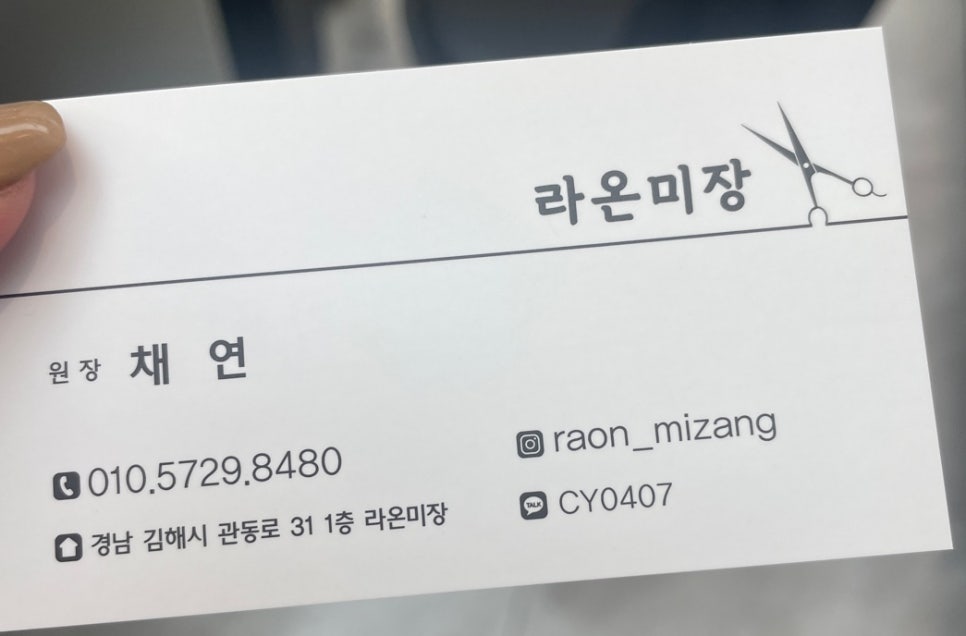 라온미장
원장 채 연
010.5729.8480
경남 김해시 관동로 31 1층 라온미장
raon_mizang
TALK CY0407